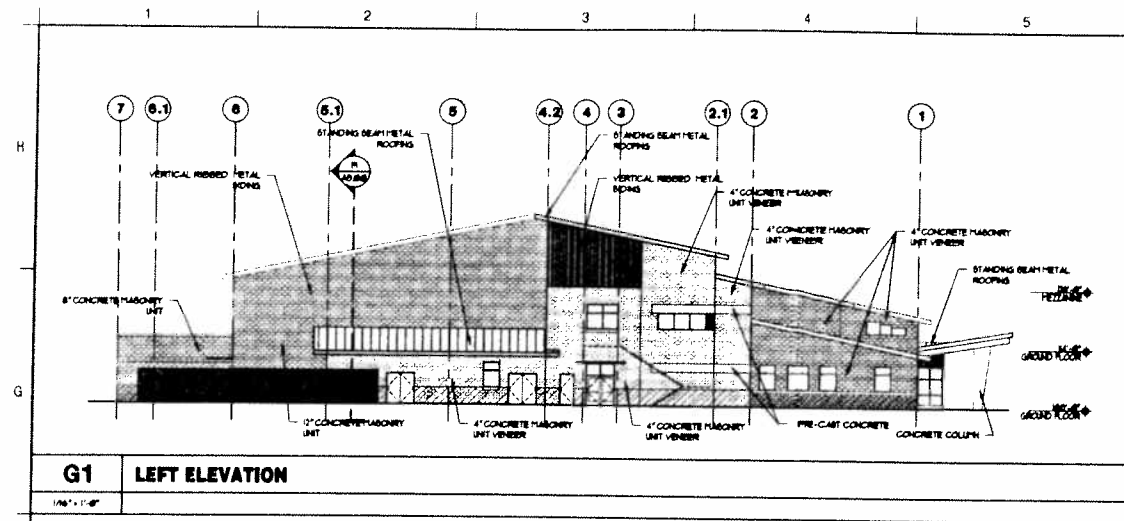 1 2 3 4 5
H
7 6.1 6 5.1 5 4.2 4 3 2.1 2 1
STANDING SEAM METAL
ROOFING
STANDING SEAM METAL
ROOFING
VERTICAL RIBBED METAL
SIDING
VERTICAL RIBBED METAL
SIDING
4" CONCRETE MASONRY
UNIT VENEER
4" CONCRETE MASONRY
UNIT VENEER
4" CONCRETE MASONRY
UNIT VENEER
STANDING SEAM METAL
ROOFING
8" CONCRETE MASONRY
UNIT
MEZZANINE
GROUND FLOOR
G
GROUND FLOOR
12" CONCRETE MASONRY
UNIT
4" CONCRETE MASONRY
UNIT VENEER
4" CONCRETE MASONRY
UNIT VENEER
PRE-CAST CONCRETE
CONCRETE COLUMN
G1 LEFT ELEVATION
1/16" = 1'-0"